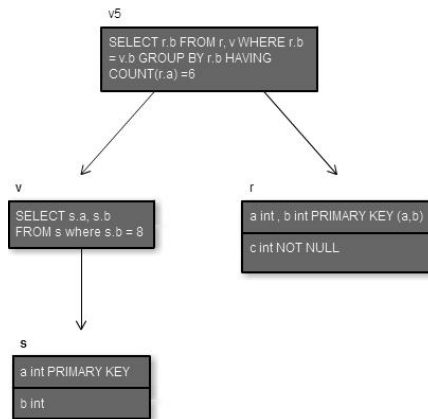 v5
SELECT r.b FROM r, v WHERE r.b
= v.b GROUP BY r.b HAVING
COUNT(r.a) =6
v
SELECT s.a, s.b
FROM s where s.b = 8
r
a int , b int PRIMARY KEY (a,b)
c int NOT NULL
s
a int PRIMARY KEY
b int